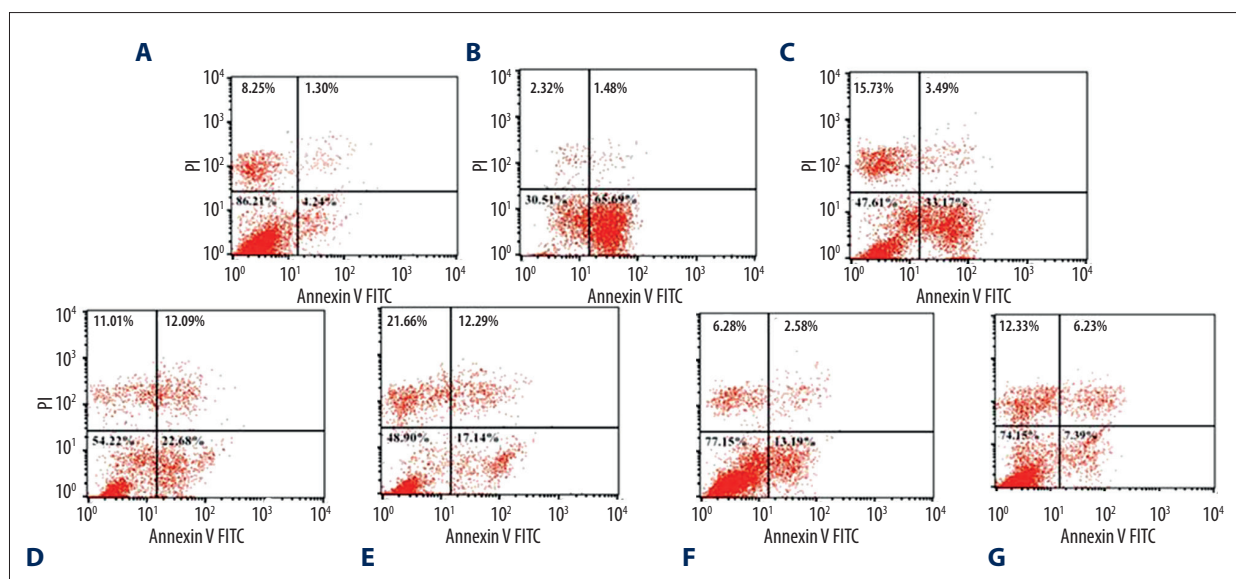 A
B
C
10⁴
10³
10²
10¹
10⁰
PI
8.25% 1.30%
86.21% 4.24%
10⁰ 10¹ 10² 10³ 10⁴
Annexin V FITC
10⁴
10³
10²
10¹
10⁰
PI
2.32% 1.48%
30.51% 65.69%
10⁰ 10¹ 10² 10³ 10⁴
Annexin V FITC
10⁴
10³
10²
10¹
10⁰
PI
15.73% 3.49%
47.61% 33.17%
10⁰ 10¹ 10² 10³ 10⁴
Annexin V FITC
10⁴
10³
10²
10¹
10⁰
PI
11.01% 12.09%
54.22% 22.68%
10⁰ 10¹ 10² 10³ 10⁴
Annexin V FITC
21.66% 12.29%
48.90% 17.14%
10⁰ 10¹ 10² 10³ 10⁴
Annexin V FITC
6.28% 2.58%
77.15% 13.19%
10⁰ 10¹ 10² 10³ 10⁴
Annexin V FITC
12.33% 6.23%
74.15% 7.39%
10⁰ 10¹ 10² 10³ 10⁴
Annexin V FITC
D
E
F
G